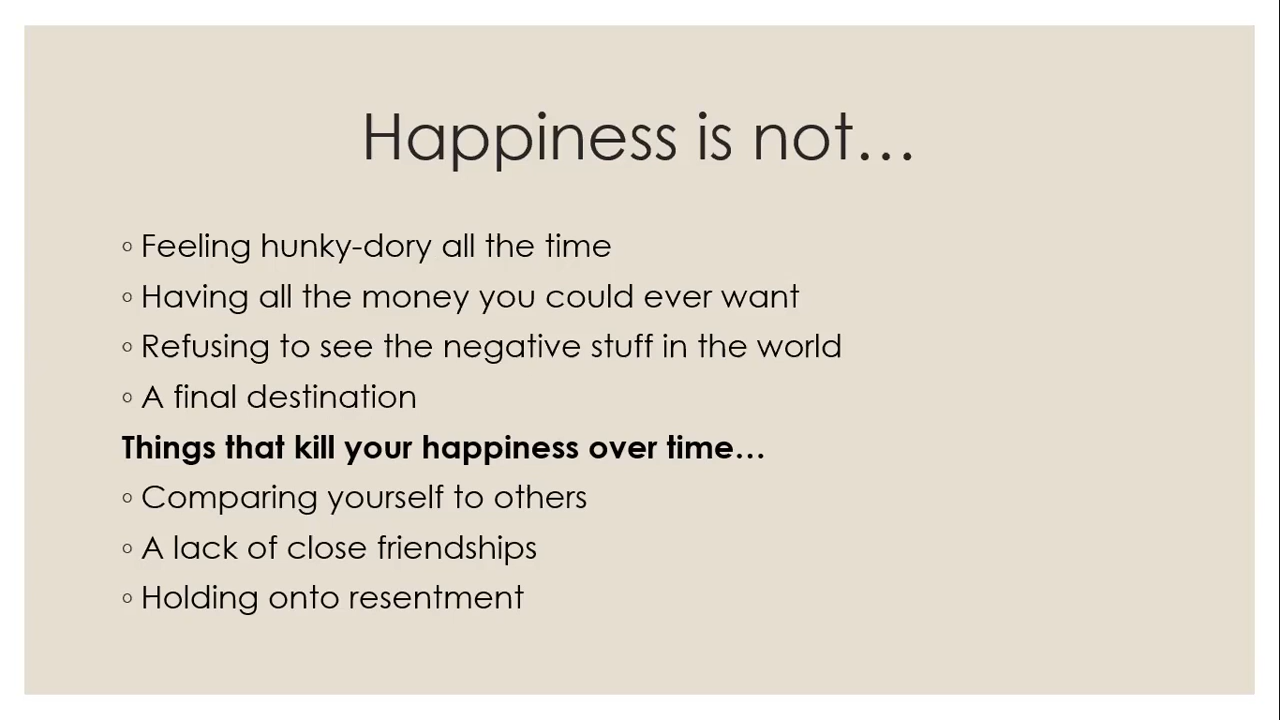 Happiness is not…
◦ Feeling hunky-dory all the time
◦ Having all the money you could ever want
◦ Refusing to see the negative stuff in the world
◦ A final destination
Things that kill your happiness over time…
◦ Comparing yourself to others
◦ A lack of close friendships
◦ Holding onto resentment